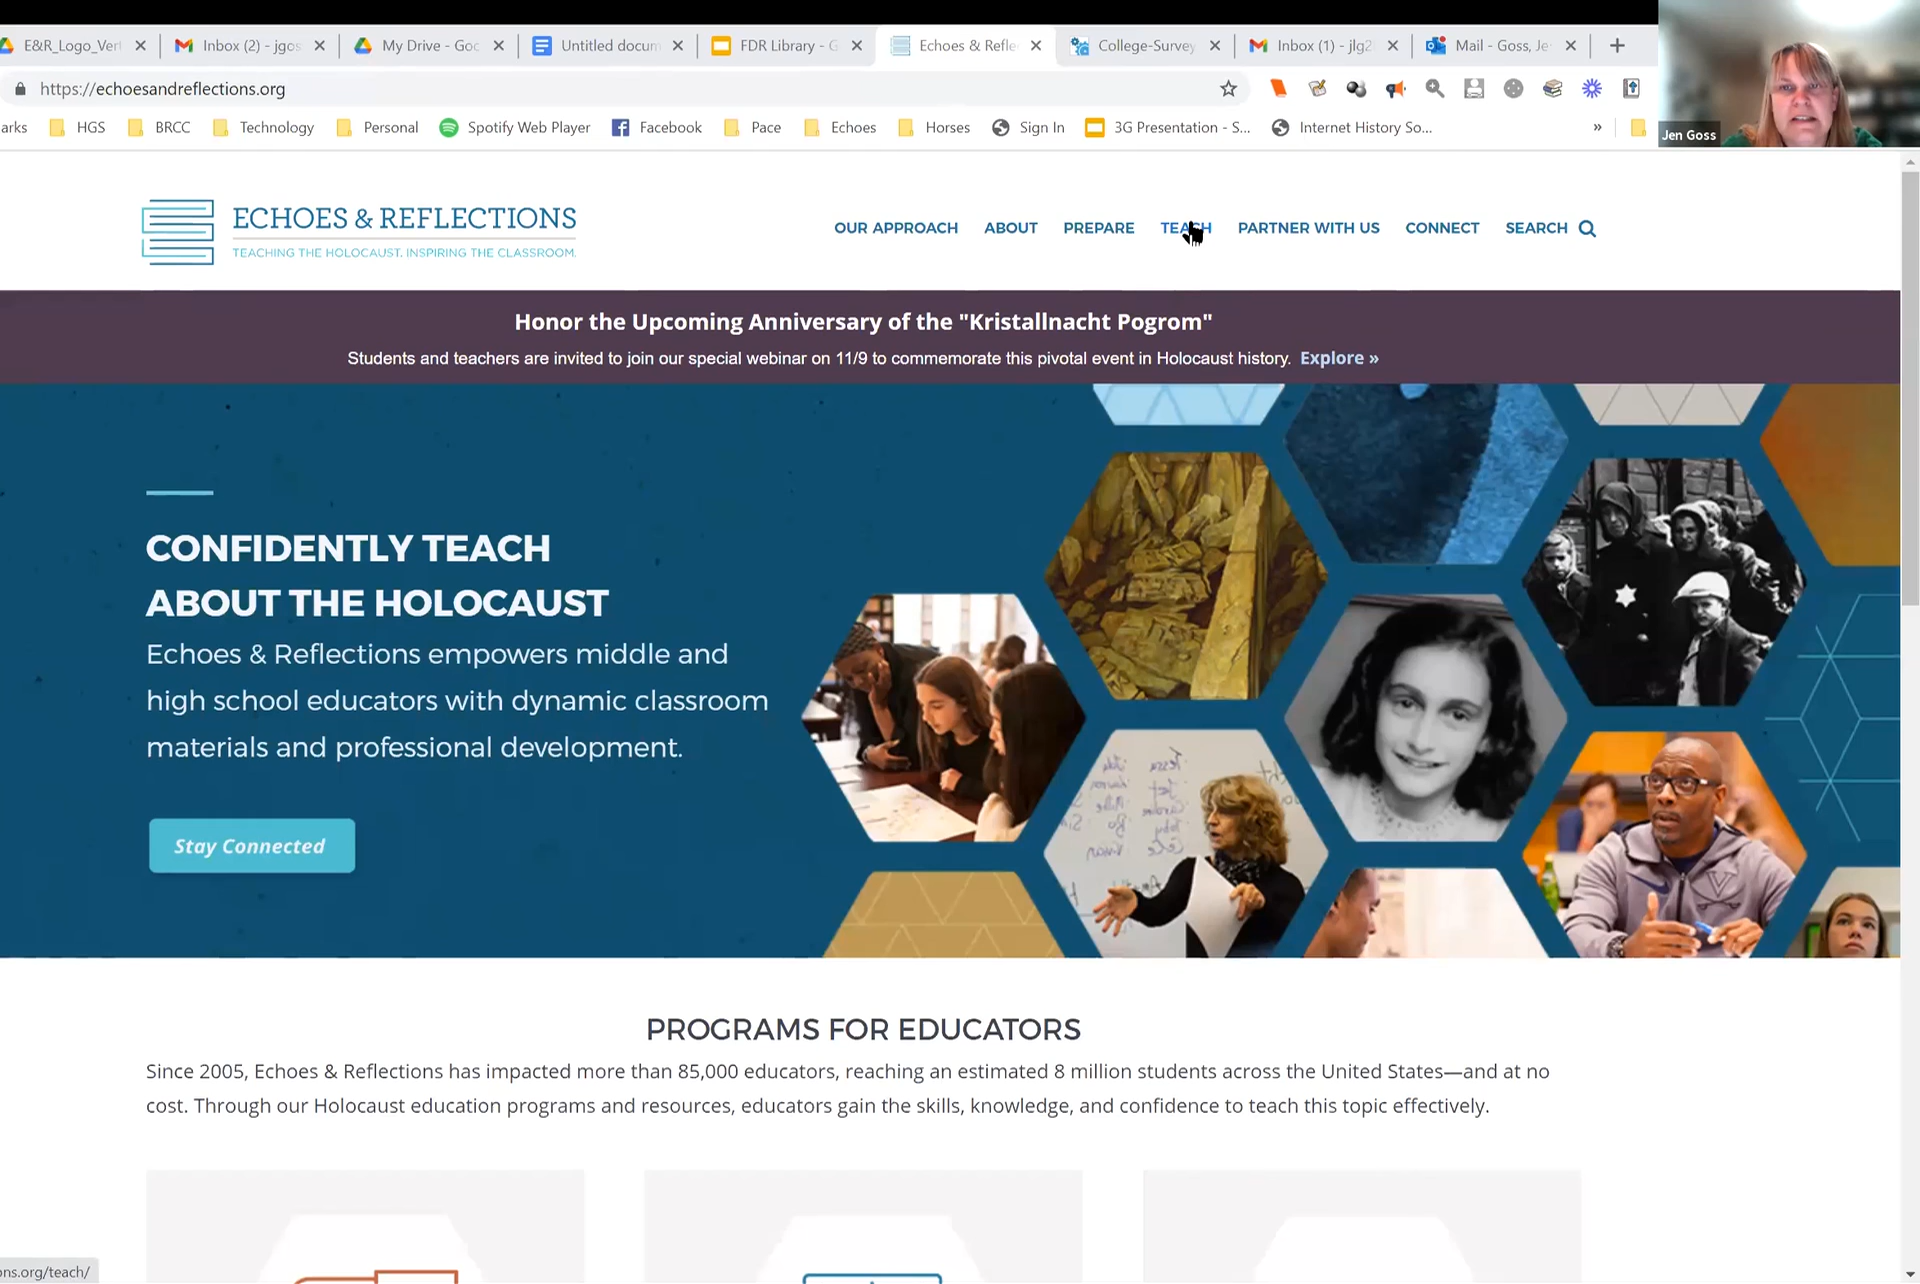 E&R_Logo_Ver
Inbox (2) - jgos
My Drive - Goo
Untitled docum
FDR Library - G
Echoes & Refle
College-Survey
Inbox (1) - jlg2
Mail - Goss, Je
https://echoesandreflections.org
arks
HGS
BRCC
Technology
Personal
Spotify Web Player
Facebook
Pace
Echoes
Horses
Sign In
3G Presentation - S...
Internet History So...
»
Jen Goss
ECHOES & REFLECTIONS
TEACHING THE HOLOCAUST. INSPIRING THE CLASSROOM.
OUR APPROACH
ABOUT
PREPARE
TEACH
PARTNER WITH US
CONNECT
SEARCH
Honor the Upcoming Anniversary of the "Kristallnacht Pogrom"
Students and teachers are invited to join our special webinar on 11/9 to commemorate this pivotal event in Holocaust history. Explore »
CONFIDENTLY TEACH
ABOUT THE HOLOCAUST
Echoes & Reflections empowers middle and
high school educators with dynamic classroom
materials and professional development.
Stay Connected
PROGRAMS FOR EDUCATORS
Since 2005, Echoes & Reflections has impacted more than 85,000 educators, reaching an estimated 8 million students across the United States—and at no
cost. Through our Holocaust education programs and resources, educators gain the skills, knowledge, and confidence to teach this topic effectively.
ons.org/teach/